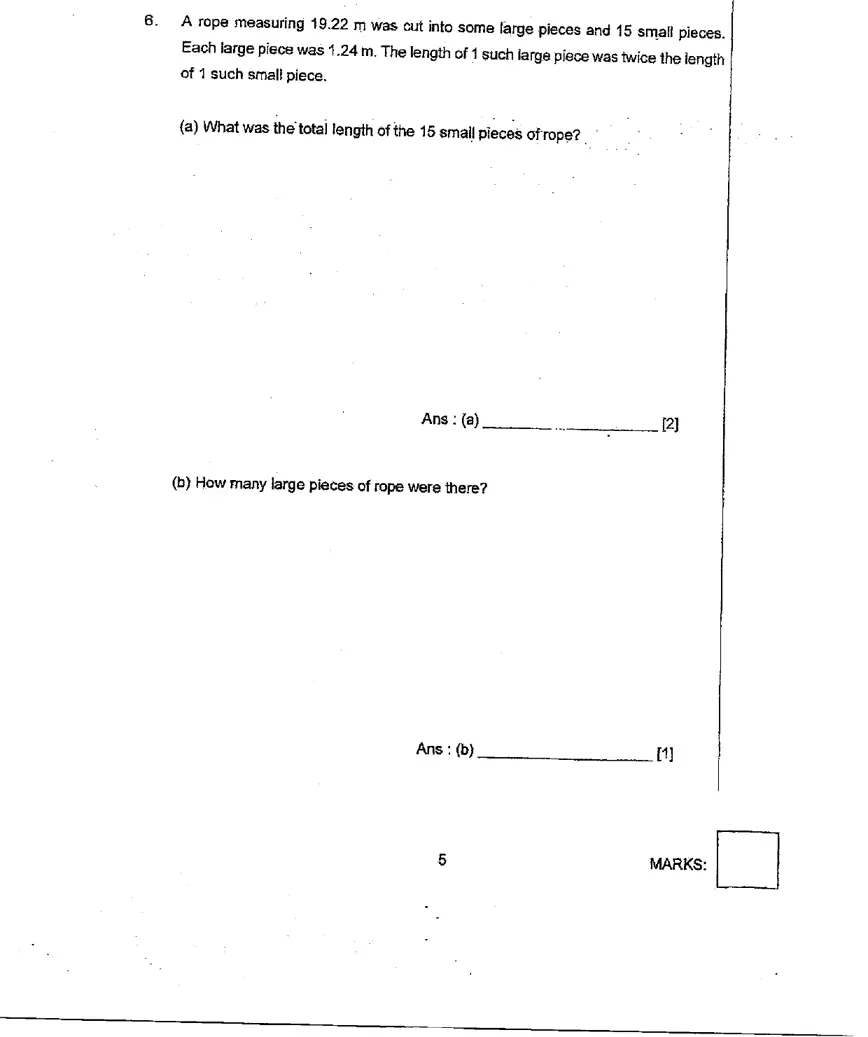 6. A rope measuring 19.22 m was cut into some large pieces and 15 small pieces.
Each large piece was 1.24 m. The length of 1 such large piece was twice the length
of 1 such small piece.
(a) What was the total length of the 15 small pieces of rope?
Ans : (a) ____________________ [2]
(b) How many large pieces of rope were there?
Ans : (b) ____________________ [1]
5
MARKS: